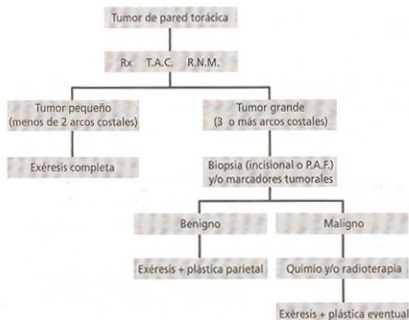 Tumor de pared torácica
Rx T.A.C. R.N.M.
Tumor pequeño
(menos de 2 arcos costales)
Tumor grande
(3 o más arcos costales)
Exéresis completa
Biopsia (incisional o P.A.F.)
y/o marcadores tumorales
Benigno
Maligno
Exéresis + plástica parietal
Quimio y/o radioterapia
Exéresis + plástica eventual